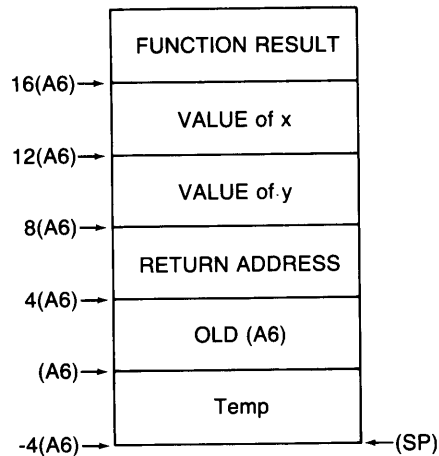 FUNCTION RESULT
16(A6)
VALUE of x
12(A6)
VALUE of y
8(A6)
RETURN ADDRESS
4(A6)
OLD (A6)
(A6)
Temp
-4(A6)
(SP)